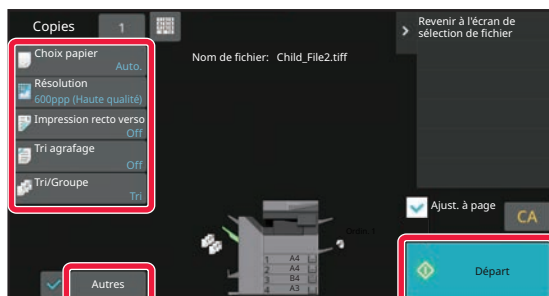 Copies 1
Choix papier
Auto.
Résolution
600ppp (Haute qualité)
Impression recto verso
Off
Tri agrafage
Off
Tri/Groupe
Tri
Autres
Nom de fichier: Child_File2.tiff
1 A4
2 A4
3 B4
4 A3
Revenir à l'écran de
sélection de fichier
Ajust. à page
CA
Départ